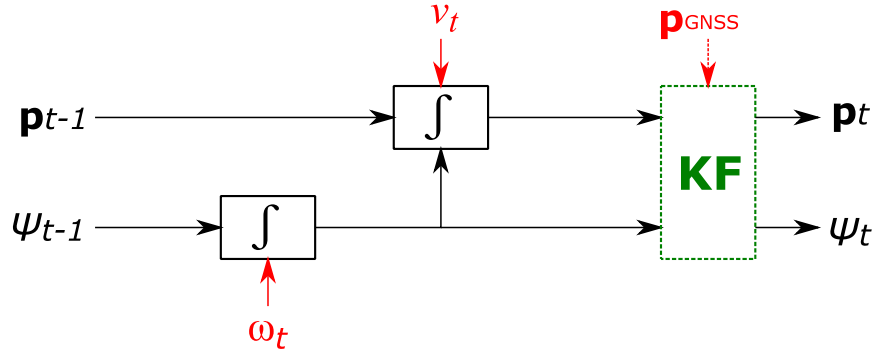 v_t
p_GNSS
p_t-1
∫
p_t
KF
ψ_t-1
∫
ψ_t
ω_t